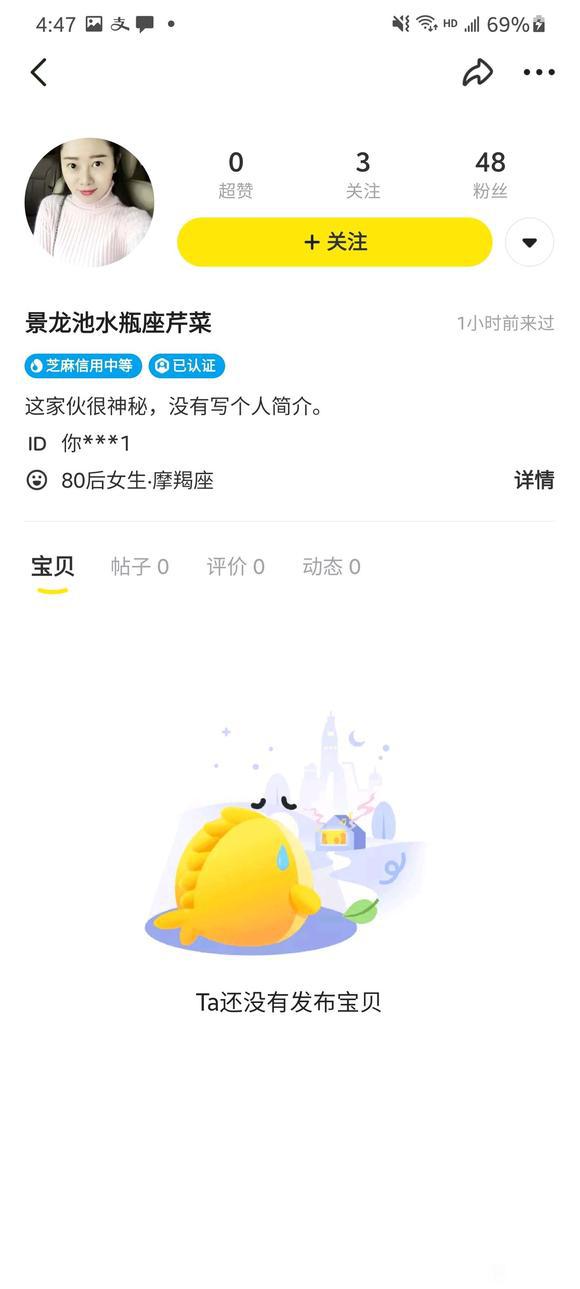 4:47 支 HD 69%
0 3 48
超赞 关注 粉丝
+ 关注
景龙池水瓶座芹菜 1小时前来过
芝麻信用中等 已认证
这家伙很神秘，没有写个人简介。
ID 你***1
80后女生·摩羯座 详情
宝贝 帖子 0 评价 0 动态 0
Ta还没有发布宝贝